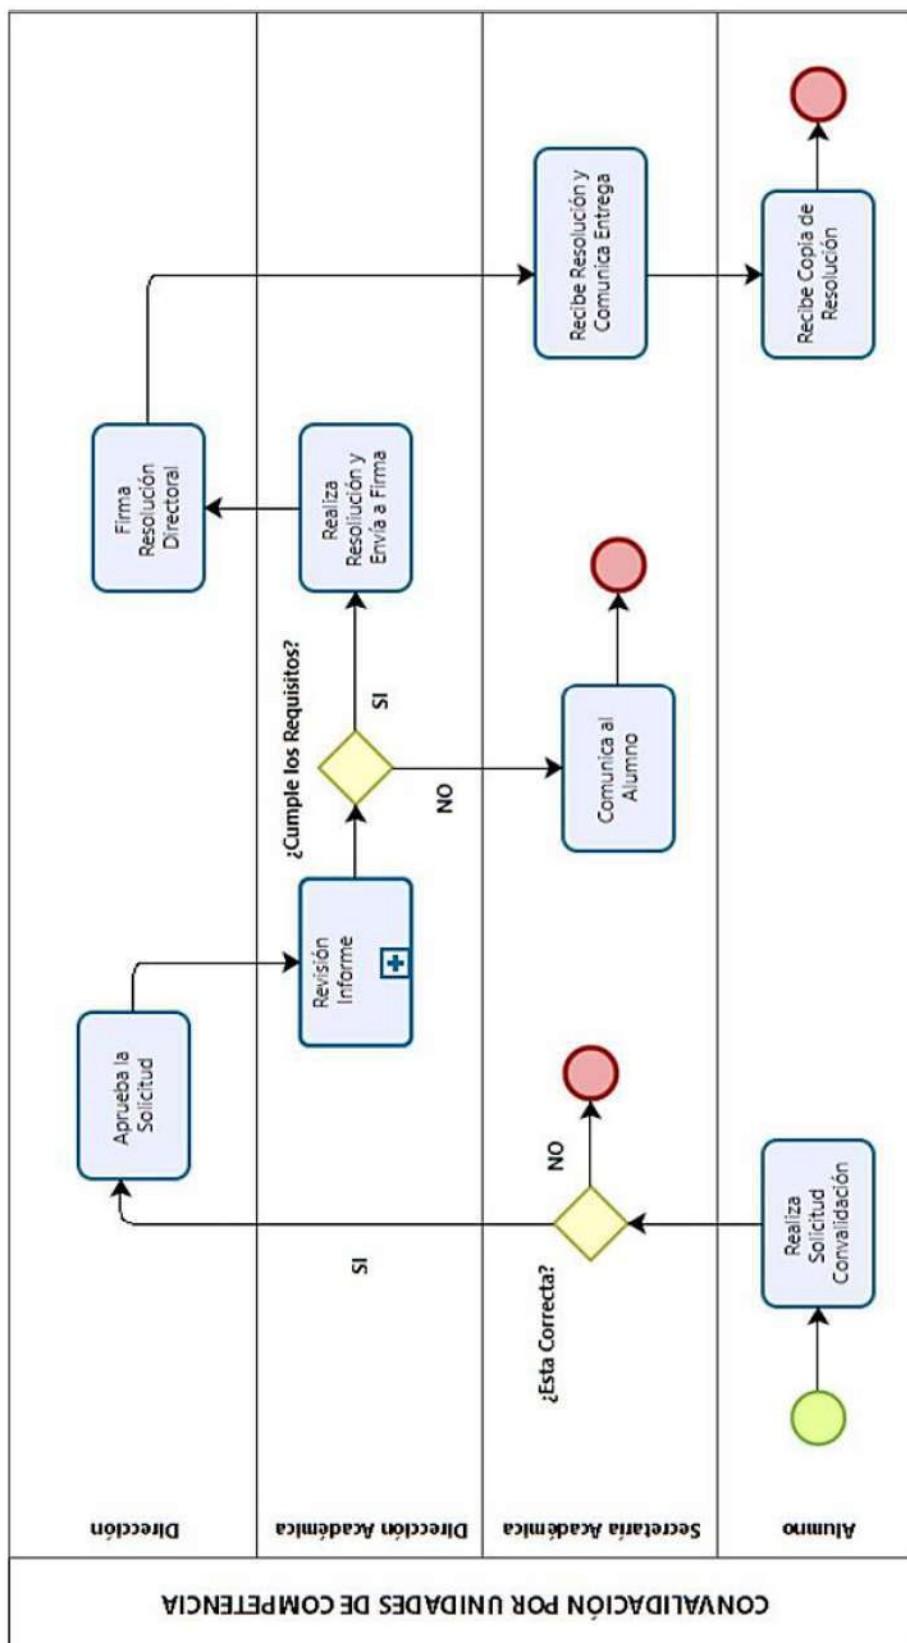 CONVALIDACIÓN POR UNIDADES DE COMPETENCIA
Dirección
Dirección Académica
Secretaría Académica
Alumno
Aprueba la
Solicitud
Firma
Resolución
Directoral
Revisión
Informe
¿Cumple los Requisitos?
SI
NO
Realiza
Resoliución y
Envía a Firma
¿Esta Correcta?
SI
NO
Comunica al
Alumno
Recibe Resolución y
Comunica Entrega
Realiza
Solicitud
Convalidación
Recibe Copia de
Resolución